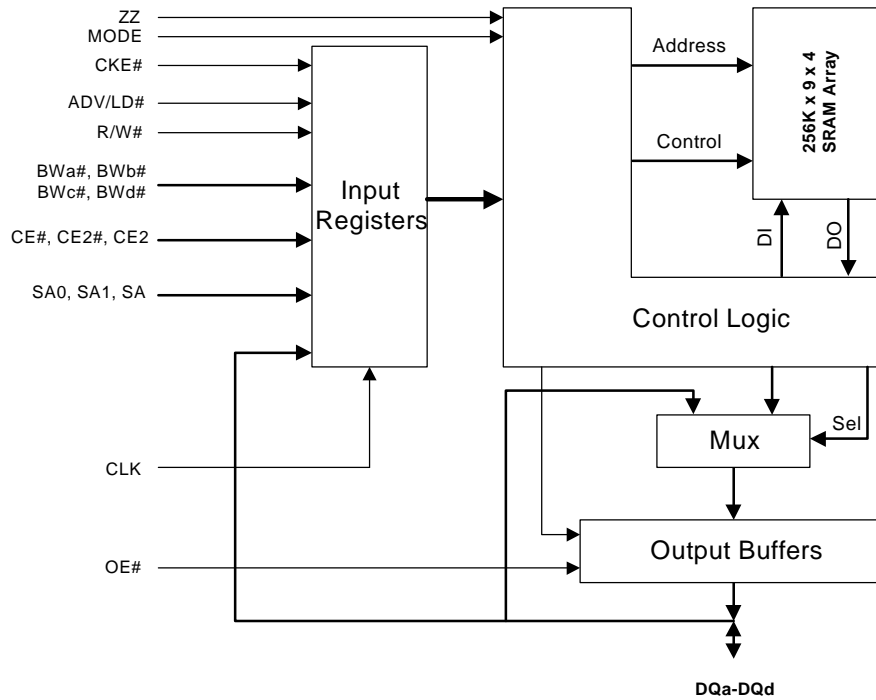 ZZ
MODE
CKE#
ADV/LD#
R/W#
BWa#, BWb#
BWc#, BWd#
CE#, CE2#, CE2
SA0, SA1, SA
CLK
OE#
Input
Registers
Address
Control
256K x 9 x 4
SRAM Array
DI
DO
Control Logic
Mux
Sel
Output Buffers
DQa-DQd